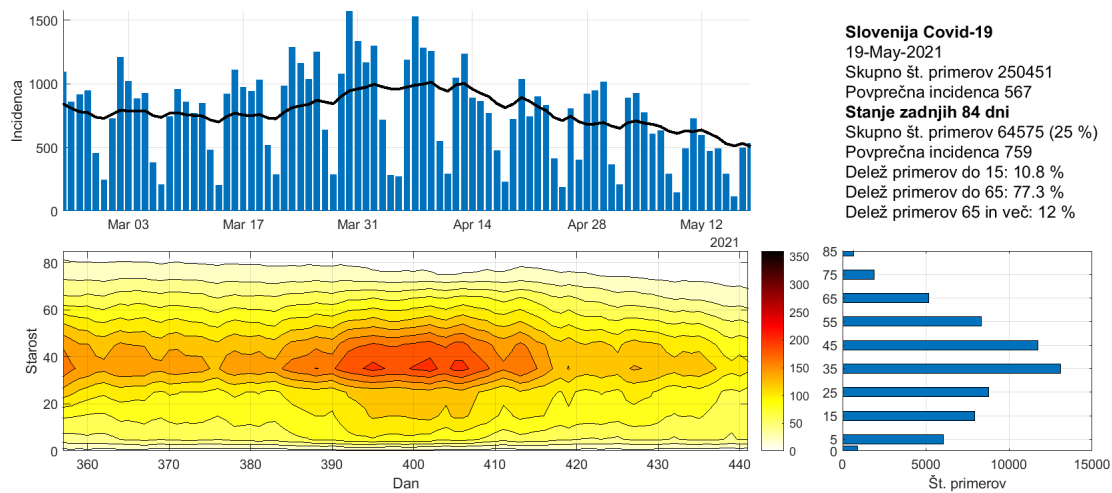 1500
1000
500
0
Incidenca
Mar 03 Mar 17 Mar 31 Apr 14 Apr 28 May 12
2021
Slovenija Covid-19
19-May-2021
Skupno št. primerov 250451
Povprečna incidenca 567
Stanje zadnjih 84 dni
Skupno št. primerov 64575 (25 %)
Povprečna incidenca 759
Delež primerov do 15: 10.8 %
Delež primerov do 65: 77.3 %
Delež primerov 65 in več: 12 %
80
60
40
20
0
Starost
360 370 380 390 400 410 420 430 440
Dan
350
300
250
200
150
100
50
0
85
75
65
55
45
35
25
15
5
0
0 5000 10000 15000
Št. primerov